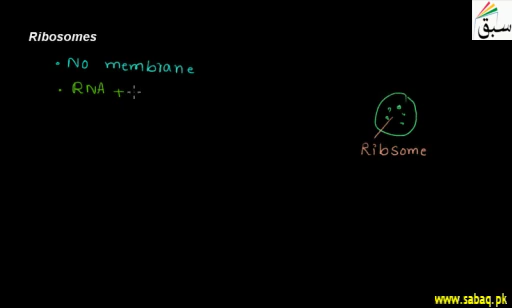 سبق
Ribosomes
• No membrane
• RNA +
Ribsome
www.sabaq.pk